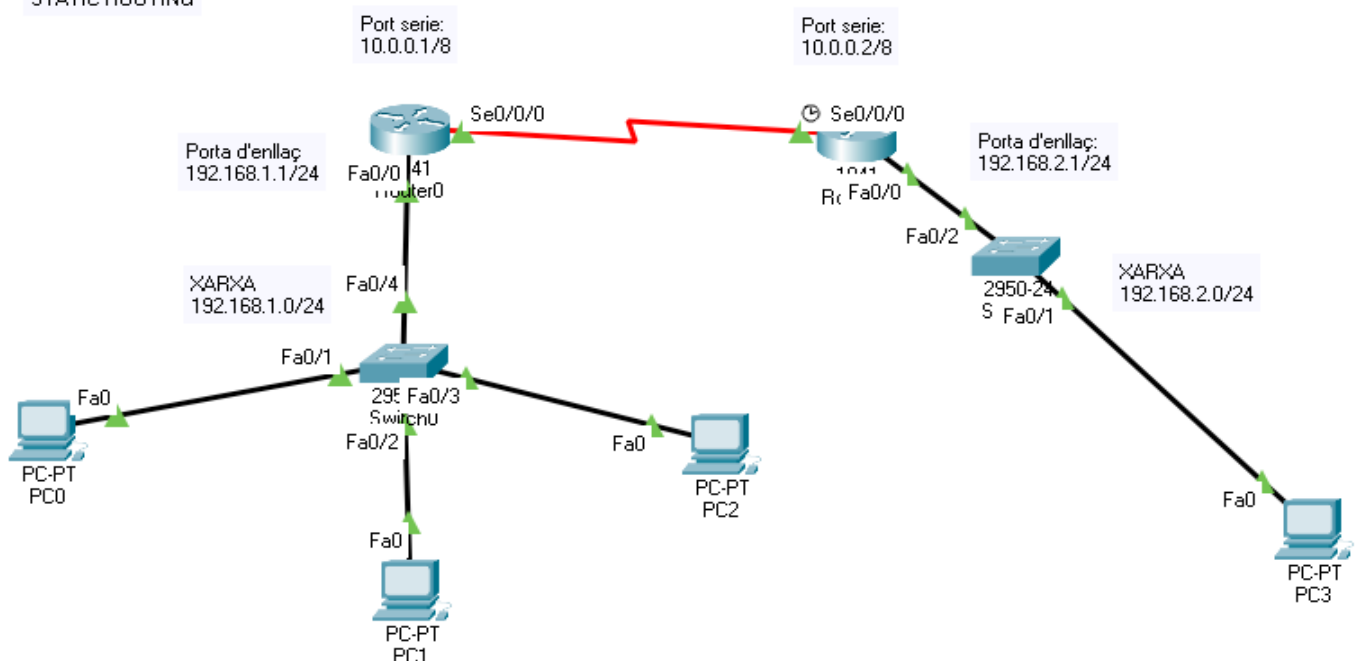 STATIC ROUTING
Port serie:
10.0.0.1/8
Port serie:
10.0.0.2/8
Se0/0/0
Se0/0/0
Porta d'enllaç
192.168.1.1/24
Fa0/0
41
Porta d'enllaç:
192.168.2.1/24
Fa0/0
Fa0/2
XARXA
192.168.1.0/24
Fa0/4
2950-24
S
Fa0/1
XARXA
192.168.2.0/24
Fa0/1
295
Fa0/3
Switch0
Fa0/2
Fa0
PC-PT
PC0
Fa0
PC-PT
PC2
Fa0
PC-PT
PC1
Fa0
PC-PT
PC3